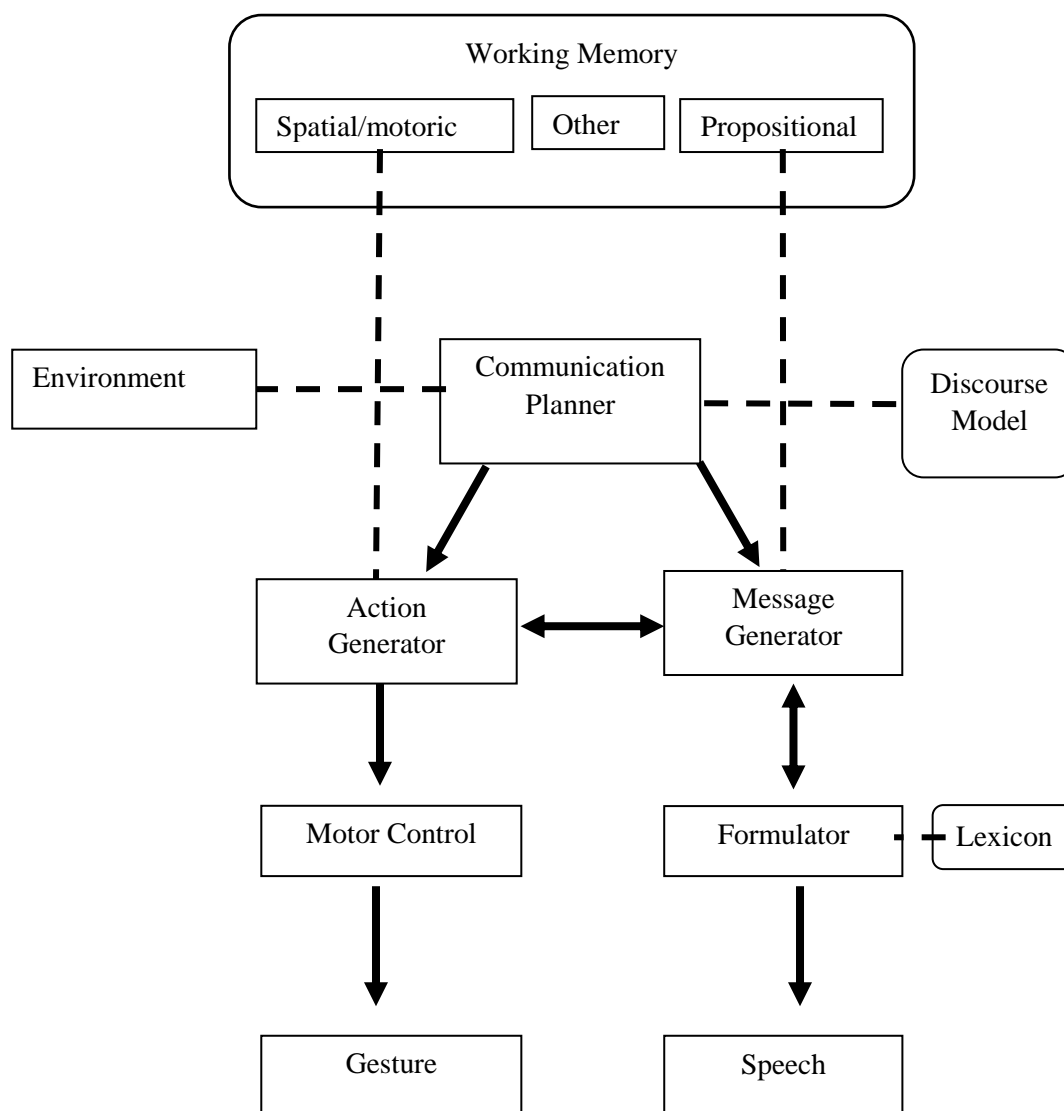 Working Memory
Spatial/motoric
Other
Propositional
Environment
Communication
Planner
Discourse
Model
Action
Generator
Message
Generator
Motor Control
Formulator
Lexicon
Gesture
Speech